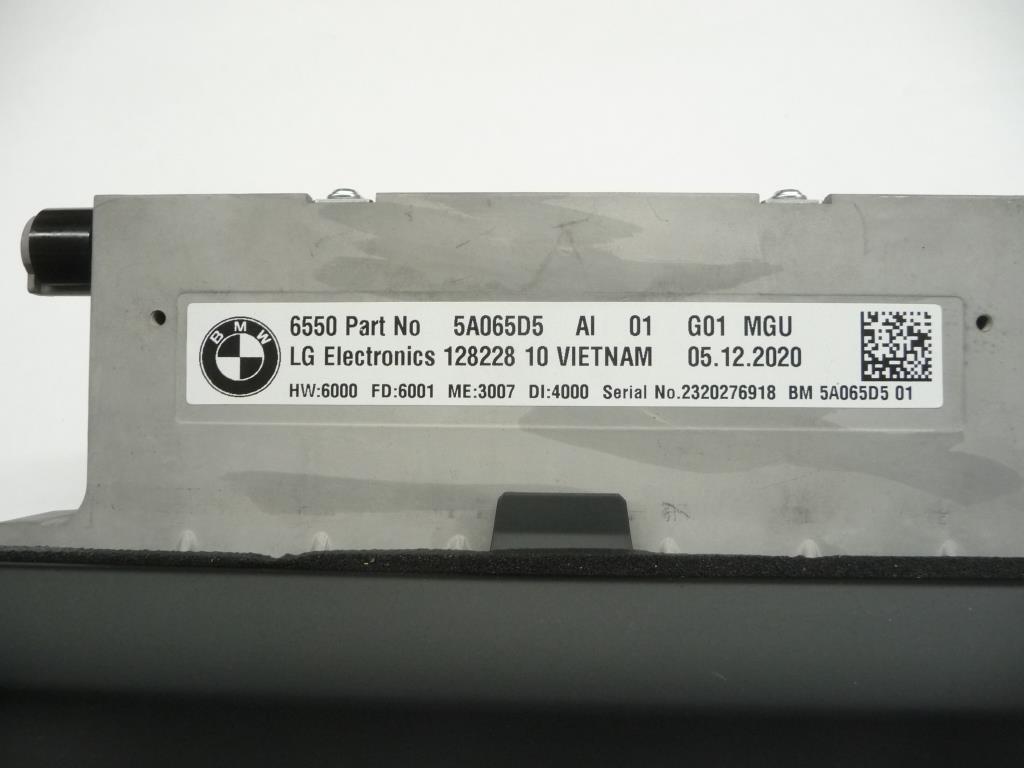 BMW
6550 Part No 5A065D5 AI 01 G01 MGU
LG Electronics 128228 10 VIETNAM 05.12.2020
HW:6000 FD:6001 ME:3007 DI:4000 Serial No.2320276918 BM 5A065D5 01